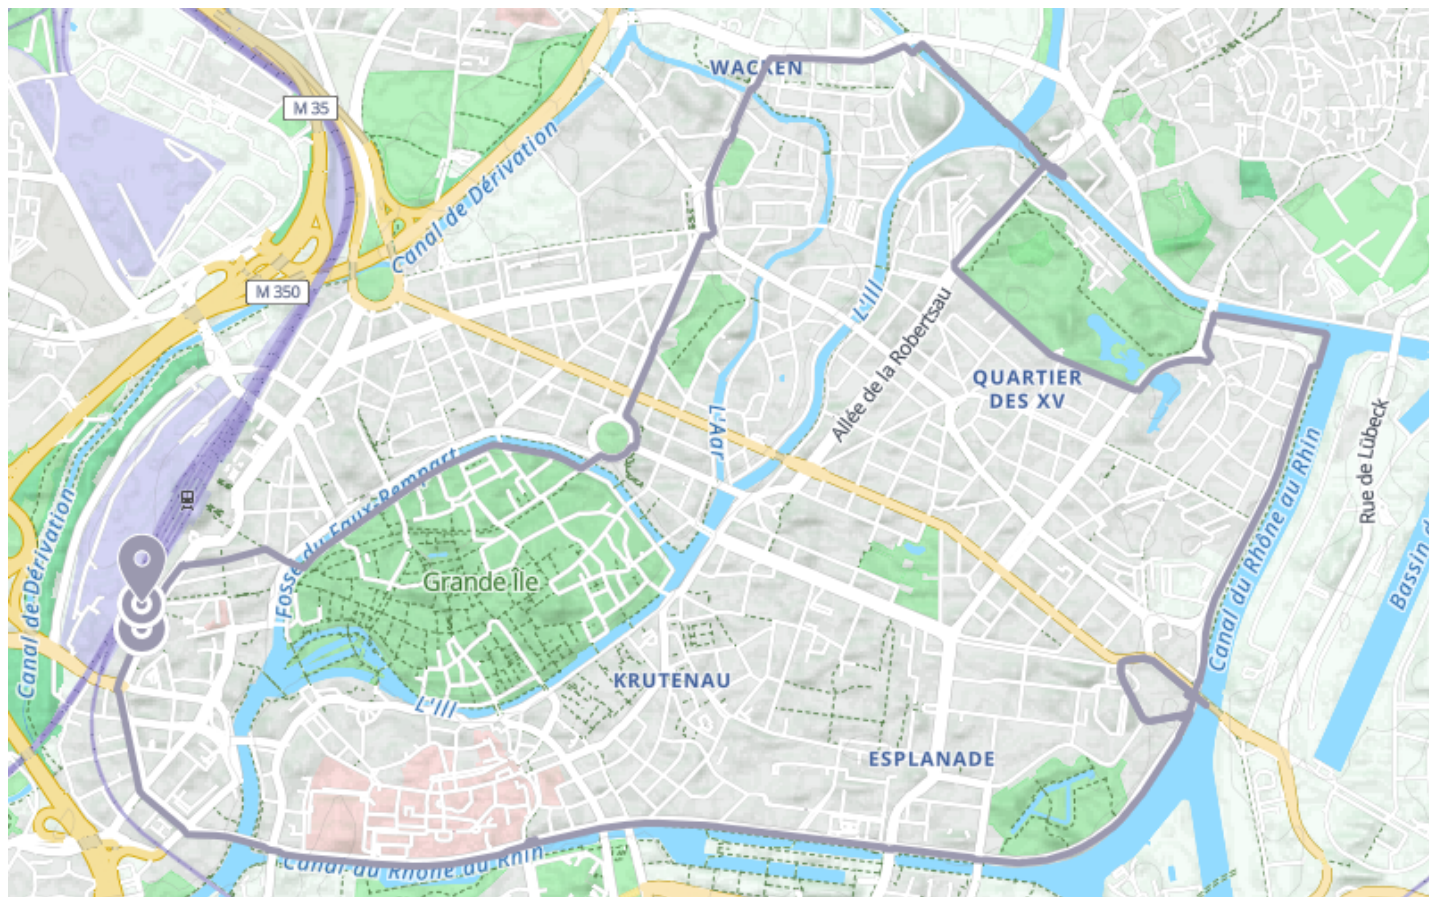 WACKEN
M 35
Canal de Dérivation
M 350
L'Ill
Allée de la Robertsau
QUARTIER
DES XV
L'Aar
Rue de Lübeck
Fossé du Faux-Rempart
Canal du Rhône au Rhin
Canal de Dérivation
Bassin d
Grande Île
KRUTENAU
L'Ill
ESPLANADE
Canal du Rhône au Rhin